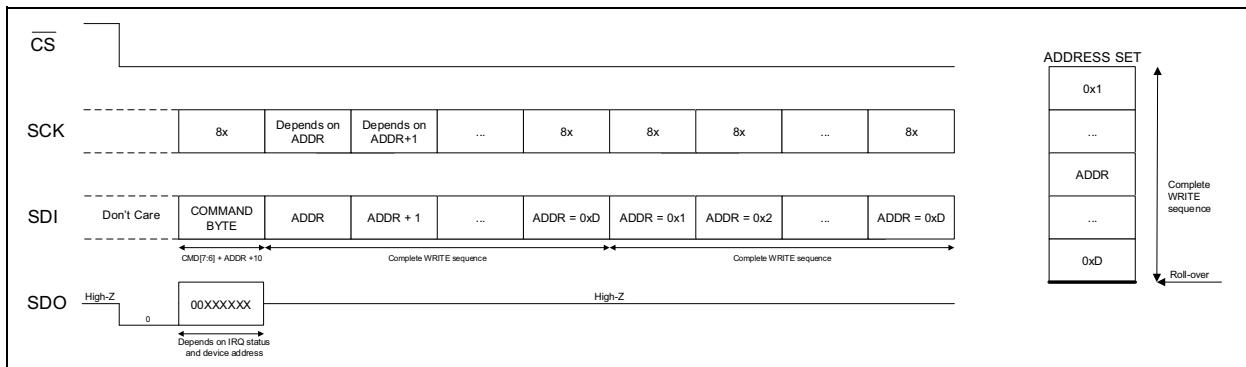 CS
SCK
8x
Depends on
ADDR
Depends on
ADDR+1
...
8x
8x
8x
...
8x
SDI
Don't Care
COMMAND
BYTE
ADDR
ADDR + 1
...
ADDR = 0xD
ADDR = 0x1
ADDR = 0x2
...
ADDR = 0xD
CMD[7:6] + ADDR +10
Complete WRITE sequence
Complete WRITE sequence
SDO
High-Z
0
00XXXXXX
High-Z
Depends on IRQ status
and device address
ADDRESS SET
0x1
...
ADDR
...
0xD
Complete
WRITE
sequence
Roll-over